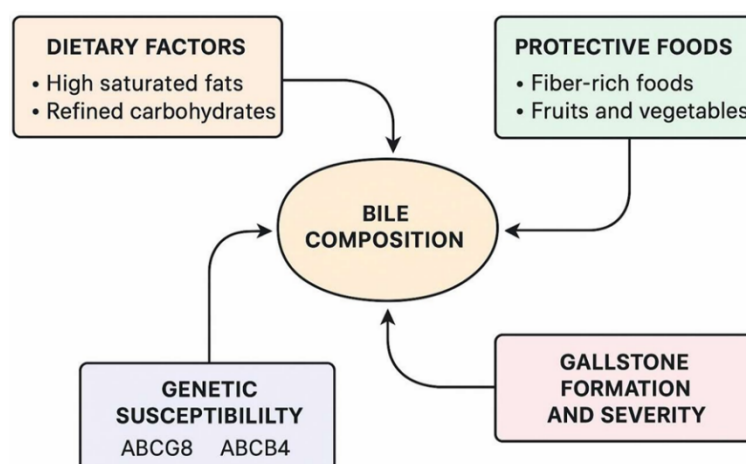 DIETARY FACTORS
• High saturated fats
• Refined carbohydrates
PROTECTIVE FOODS
• Fiber-rich foods
• Fruits and vegetables
BILE
COMPOSITION
GENETIC
SUSCEPTIBILILTY
ABCG8 ABCB4
GALLSTONE
FORMATION
AND SEVERITY